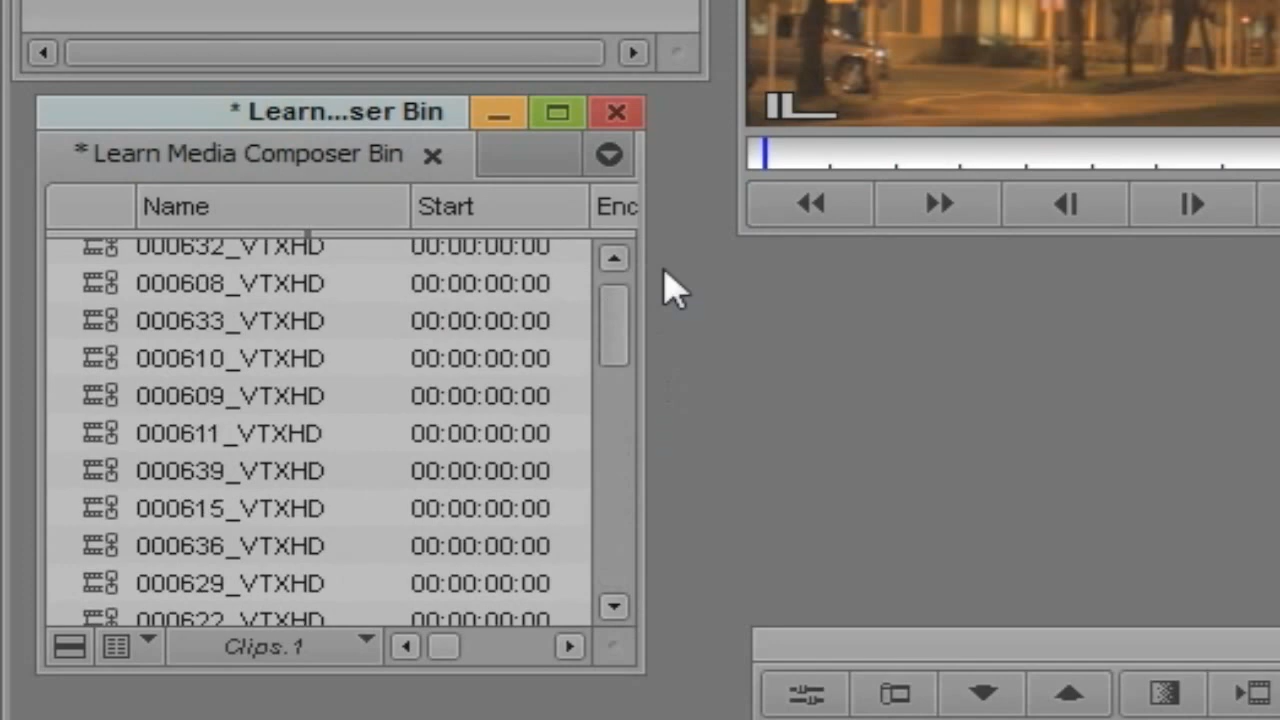 * Learn...ser Bin
* Learn Media Composer Bin
Name Start Enc
000632_VTXHD 00:00:00:00
000608_VTXHD 00:00:00:00
000633_VTXHD 00:00:00:00
000610_VTXHD 00:00:00:00
000609_VTXHD 00:00:00:00
000611_VTXHD 00:00:00:00
000639_VTXHD 00:00:00:00
000615_VTXHD 00:00:00:00
000636_VTXHD 00:00:00:00
000629_VTXHD 00:00:00:00
000622_VTXHD 00:00:00:00
Clips.1